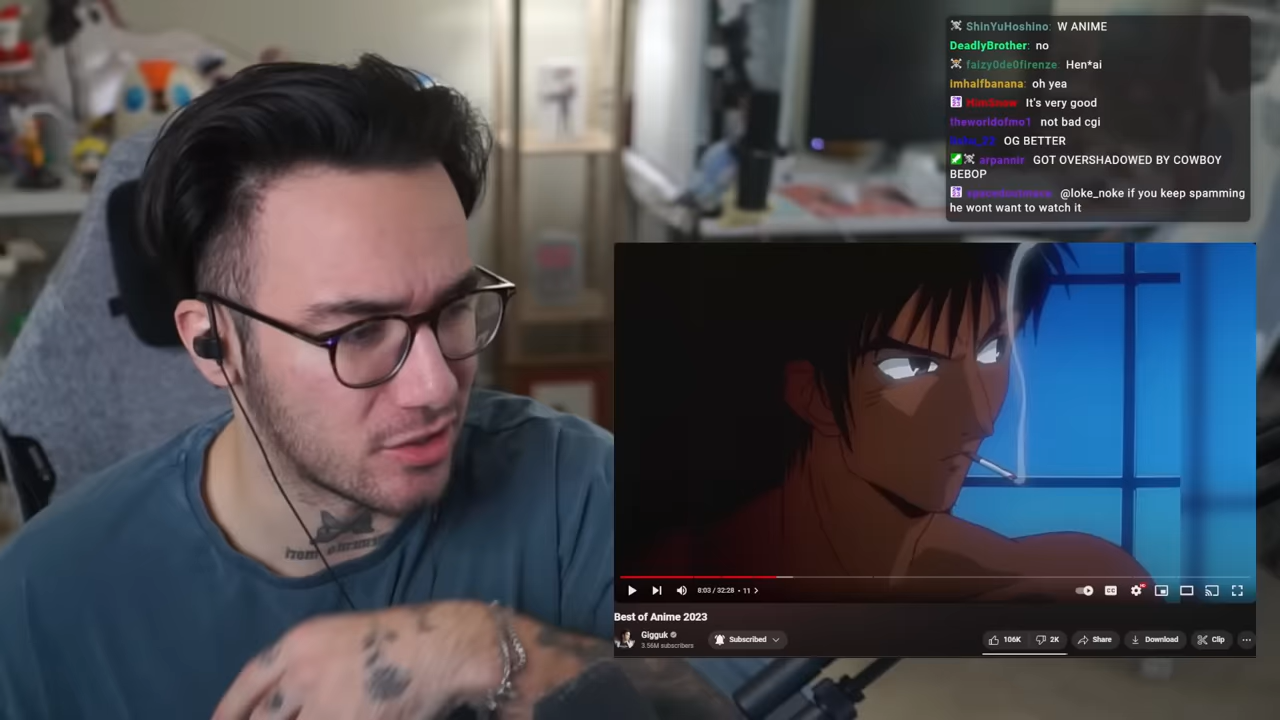 ShinYuHoshino: W ANIME
DeadlyBrother: no
faizy0de0firenze: Hen*ai
Imhalfbanana: oh yea
It's very good
theworldofmo1 not bad cgi
OG BETTER
arpannir GOT OVERSHADOWED BY COWBOY
BEBOP
@loke_noke if you keep spamming
he wont want to watch it
8:03 / 32:28 • 11 >
CC
Best of Anime 2023
Gigguk
3.56M subscribers
Subscribed
106K
2K
Share
Download
Clip